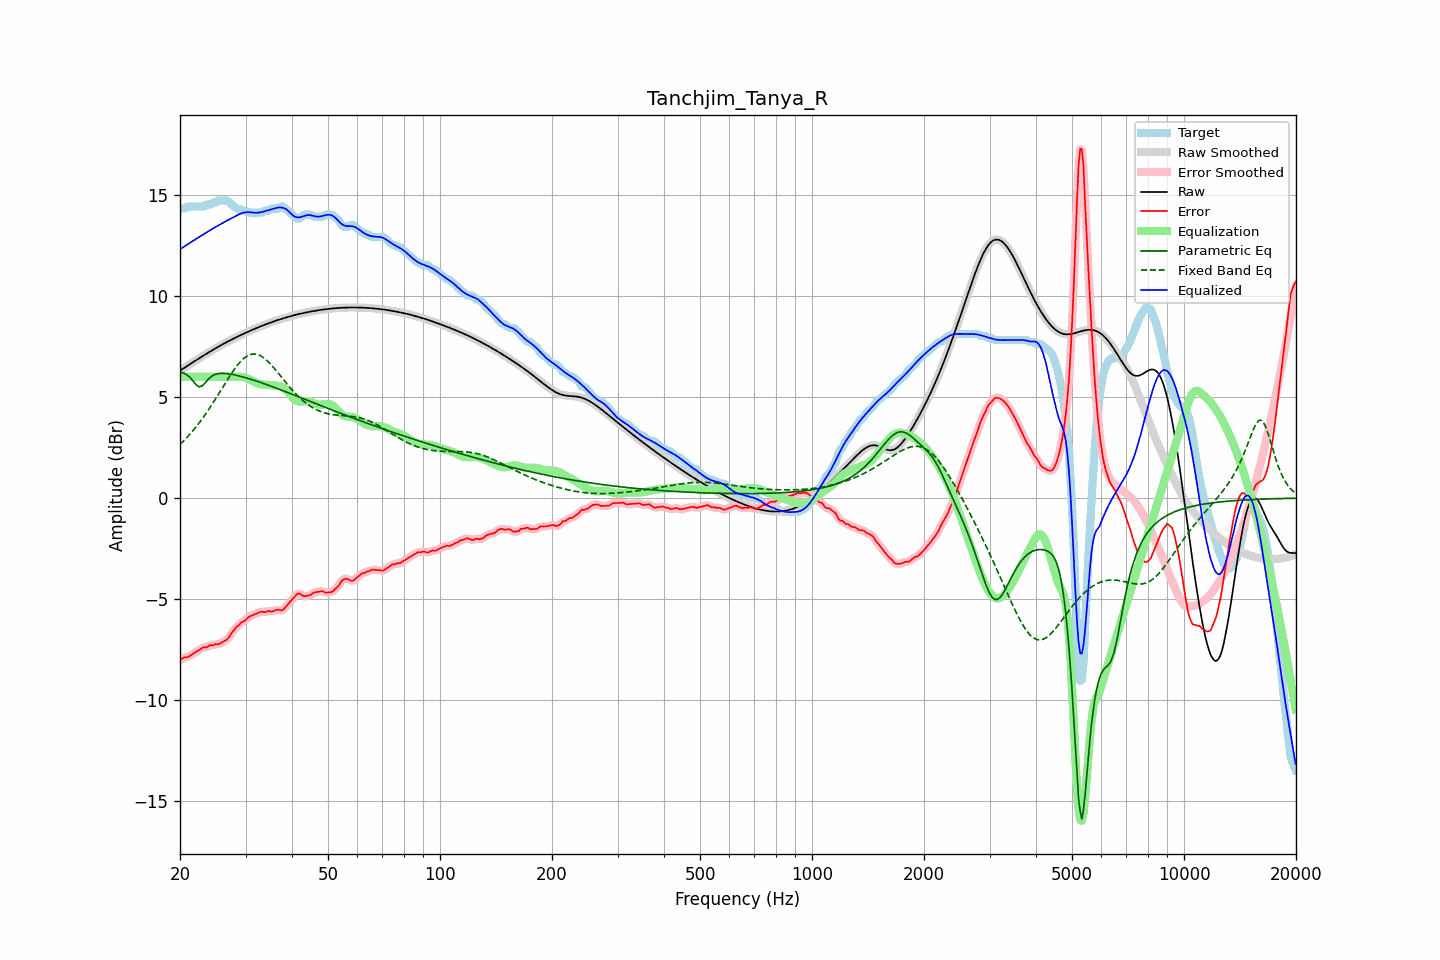 Tanchjim_Tanya_R
Target
Raw Smoothed
Error Smoothed
Raw
Error
Equalization
Parametric Eq
Fixed Band Eq
Equalized
Amplitude (dBr)
15
10
5
0
−5
−10
−15
20 50 100 200 500 1000 2000 5000 10000 20000
Frequency (Hz)